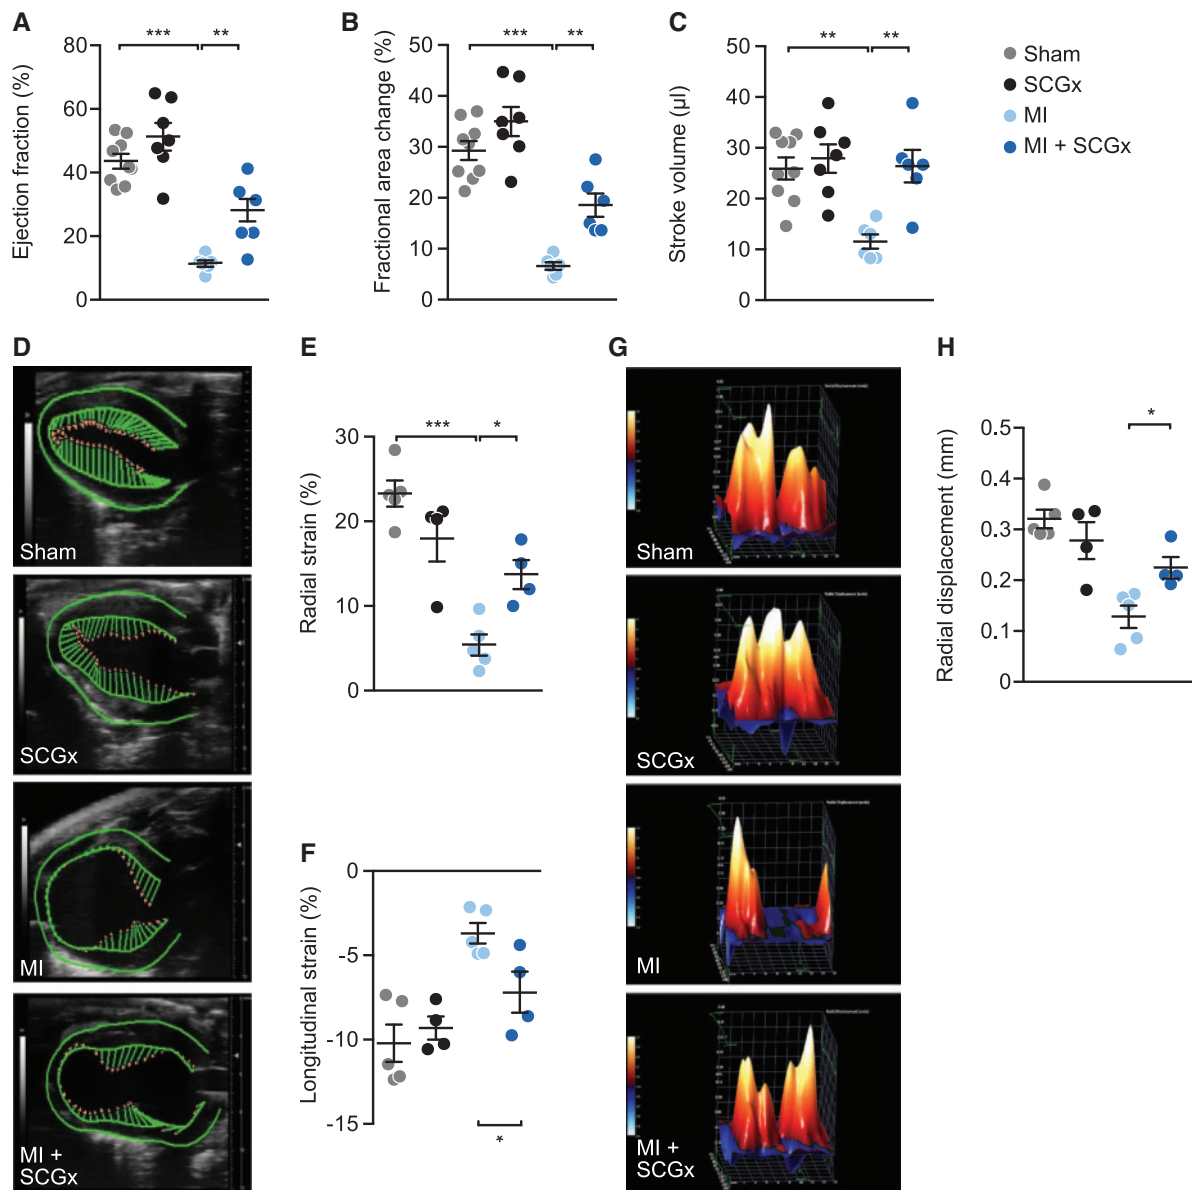 A
Ejection fraction (%)
80
60
40
20
0
***
**
B
Fractional area change (%)
50
40
30
20
10
0
***
**
C
Stroke volume (µl)
50
40
30
20
10
0
**
**
Sham
SCGx
MI
MI + SCGx
D
Sham
SCGx
MI
MI +
SCGx
E
Radial strain (%)
30
20
10
0
***
*
F
Longitudinal strain (%)
0
-5
-10
-15
*
G
Sham
SCGx
MI
MI +
SCGx
H
Radial displacement (mm)
0.5
0.4
0.3
0.2
0.1
0
*